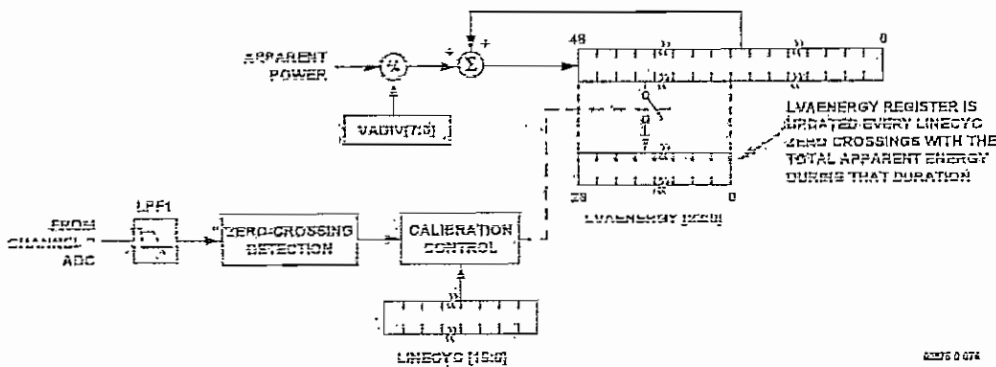 48
0
APPARENT
POWER
+
+
%
Σ
VADIV[7:0]
LVAENERGY REGISTER IS
UPDATED EVERY LINECYC
ZERO CROSSINGS WITH THE
TOTAL APPARENT ENERGY
DURING THAT DURATION
23
0
LVAENERGY [23:0]
LPF1
FROM
CHANNEL
ADC
ZERO-CROSSING
DETECTION
CALIBRATION
CONTROL
LINECYC [15:0]